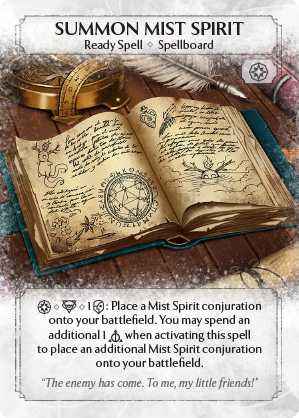 SUMMON MIST SPIRIT
Ready Spell ⬦ Spellboard
⬦ ⬦ 1 : Place a Mist Spirit conjuration
onto your battlefield. You may spend an
additional 1 when activating this spell
to place an additional Mist Spirit conjuration
onto your battlefield.
"The enemy has come. To me, my little friends!"